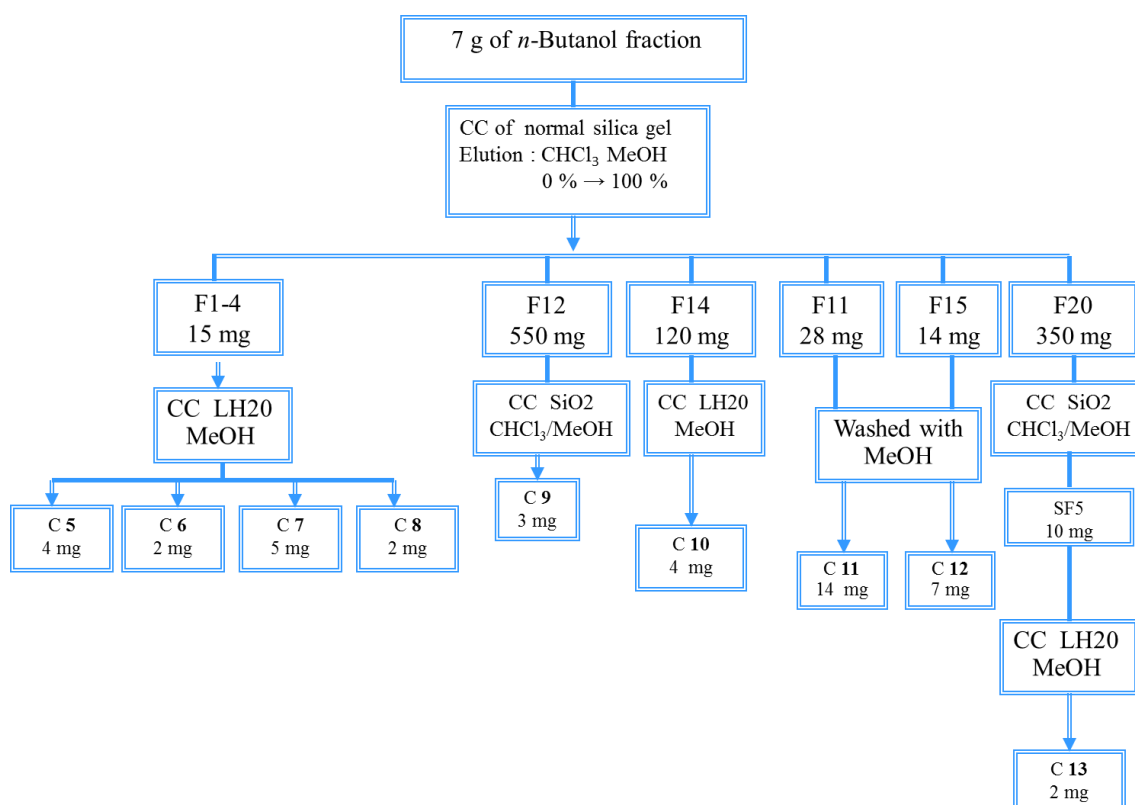 7 g of n-Butanol fraction
CC of normal silica gel
Elution : CHCl₃ MeOH
0 % → 100 %
F1-4
15 mg
F12
550 mg
F14
120 mg
F11
28 mg
F15
14 mg
F20
350 mg
CC LH20
MeOH
CC SiO2
CHCl₃/MeOH
CC LH20
MeOH
Washed with
MeOH
CC SiO2
CHCl₃/MeOH
C 5
4 mg
C 6
2 mg
C 7
5 mg
C 8
2 mg
C 9
3 mg
C 10
4 mg
C 11
14 mg
C 12
7 mg
SF5
10 mg
CC LH20
MeOH
C 13
2 mg